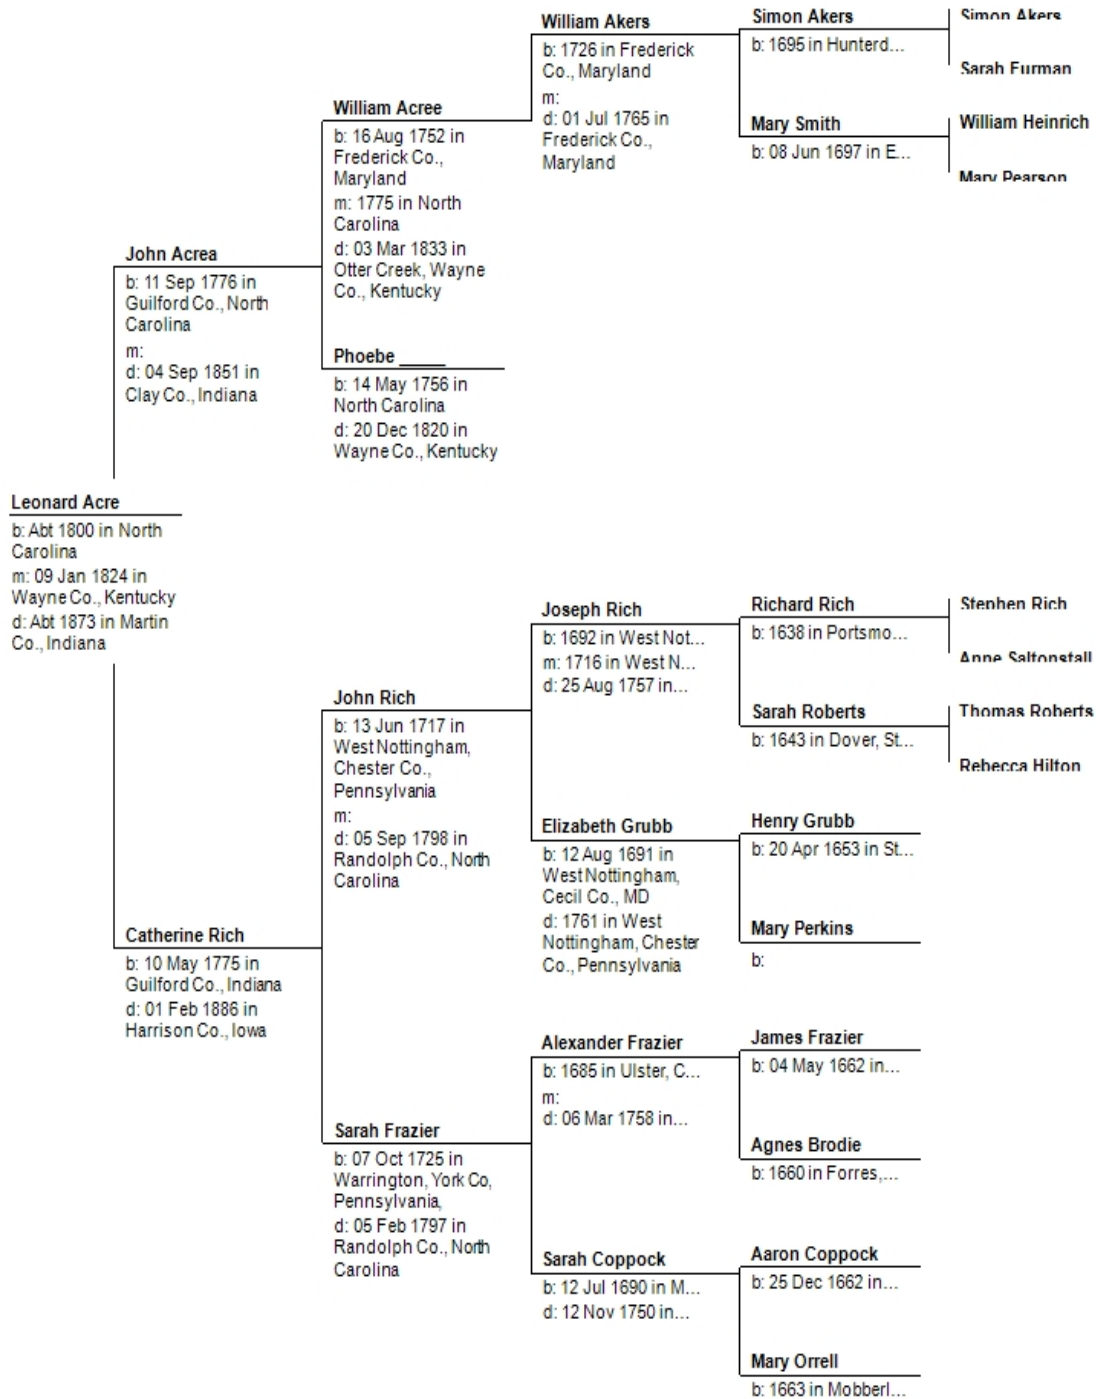 William Akers
b: 1726 in Frederick
Co., Maryland
m:
d: 01 Jul 1765 in
Frederick Co.,
Maryland
Simon Akers
b: 1695 in Hunterd...
Simon Akers
Sarah Furman
Mary Smith
b: 08 Jun 1697 in E...
William Heinrich
Mary Pearson
William Acree
b: 16 Aug 1752 in
Frederick Co.,
Maryland
m: 1775 in North
Carolina
d: 03 Mar 1833 in
Otter Creek, Wayne
Co., Kentucky
John Acrea
b: 11 Sep 1776 in
Guilford Co., North
Carolina
m:
d: 04 Sep 1851 in
Clay Co., Indiana
Phoebe _____
b: 14 May 1756 in
North Carolina
d: 20 Dec 1820 in
Wayne Co., Kentucky
Leonard Acre
b: Abt 1800 in North
Carolina
m: 09 Jan 1824 in
Wayne Co., Kentucky
d: Abt 1873 in Martin
Co., Indiana
Joseph Rich
b: 1692 in West Not...
m: 1716 in West N...
d: 25 Aug 1757 in...
Richard Rich
b: 1638 in Portsmo...
Stephen Rich
Anne Saltonstall
John Rich
b: 13 Jun 1717 in
West Nottingham,
Chester Co.,
Pennsylvania
m:
d: 05 Sep 1798 in
Randolph Co., North
Carolina
Sarah Roberts
b: 1643 in Dover, St...
Thomas Roberts
Rebecca Hilton
Elizabeth Grubb
b: 12 Aug 1691 in
West Nottingham,
Cecil Co., MD
d: 1761 in West
Nottingham, Chester
Co., Pennsylvania
Henry Grubb
b: 20 Apr 1653 in St...
Mary Perkins
b:
Catherine Rich
b: 10 May 1775 in
Guilford Co., Indiana
d: 01 Feb 1886 in
Harrison Co., Iowa
Alexander Frazier
b: 1685 in Ulster, C...
m:
d: 06 Mar 1758 in...
James Frazier
b: 04 May 1662 in...
Agnes Brodie
b: 1660 in Forres,...
Sarah Frazier
b: 07 Oct 1725 in
Warrington, York Co,
Pennsylvania,
d: 05 Feb 1797 in
Randolph Co., North
Carolina
Sarah Coppock
b: 12 Jul 1690 in M...
d: 12 Nov 1750 in...
Aaron Coppock
b: 25 Dec 1662 in...
Mary Orrell
b: 1663 in Mobberl...